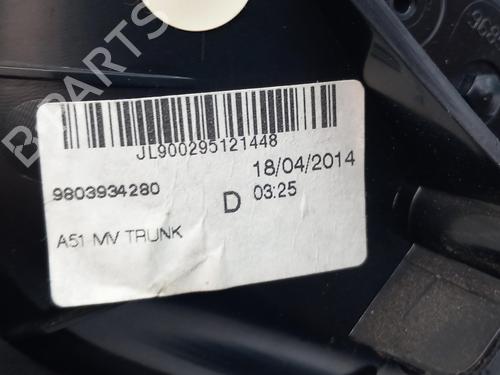 JL900295121448
18/04/2014
9803934280
D 03:25
A51 MV TRUNK
B-PARTS